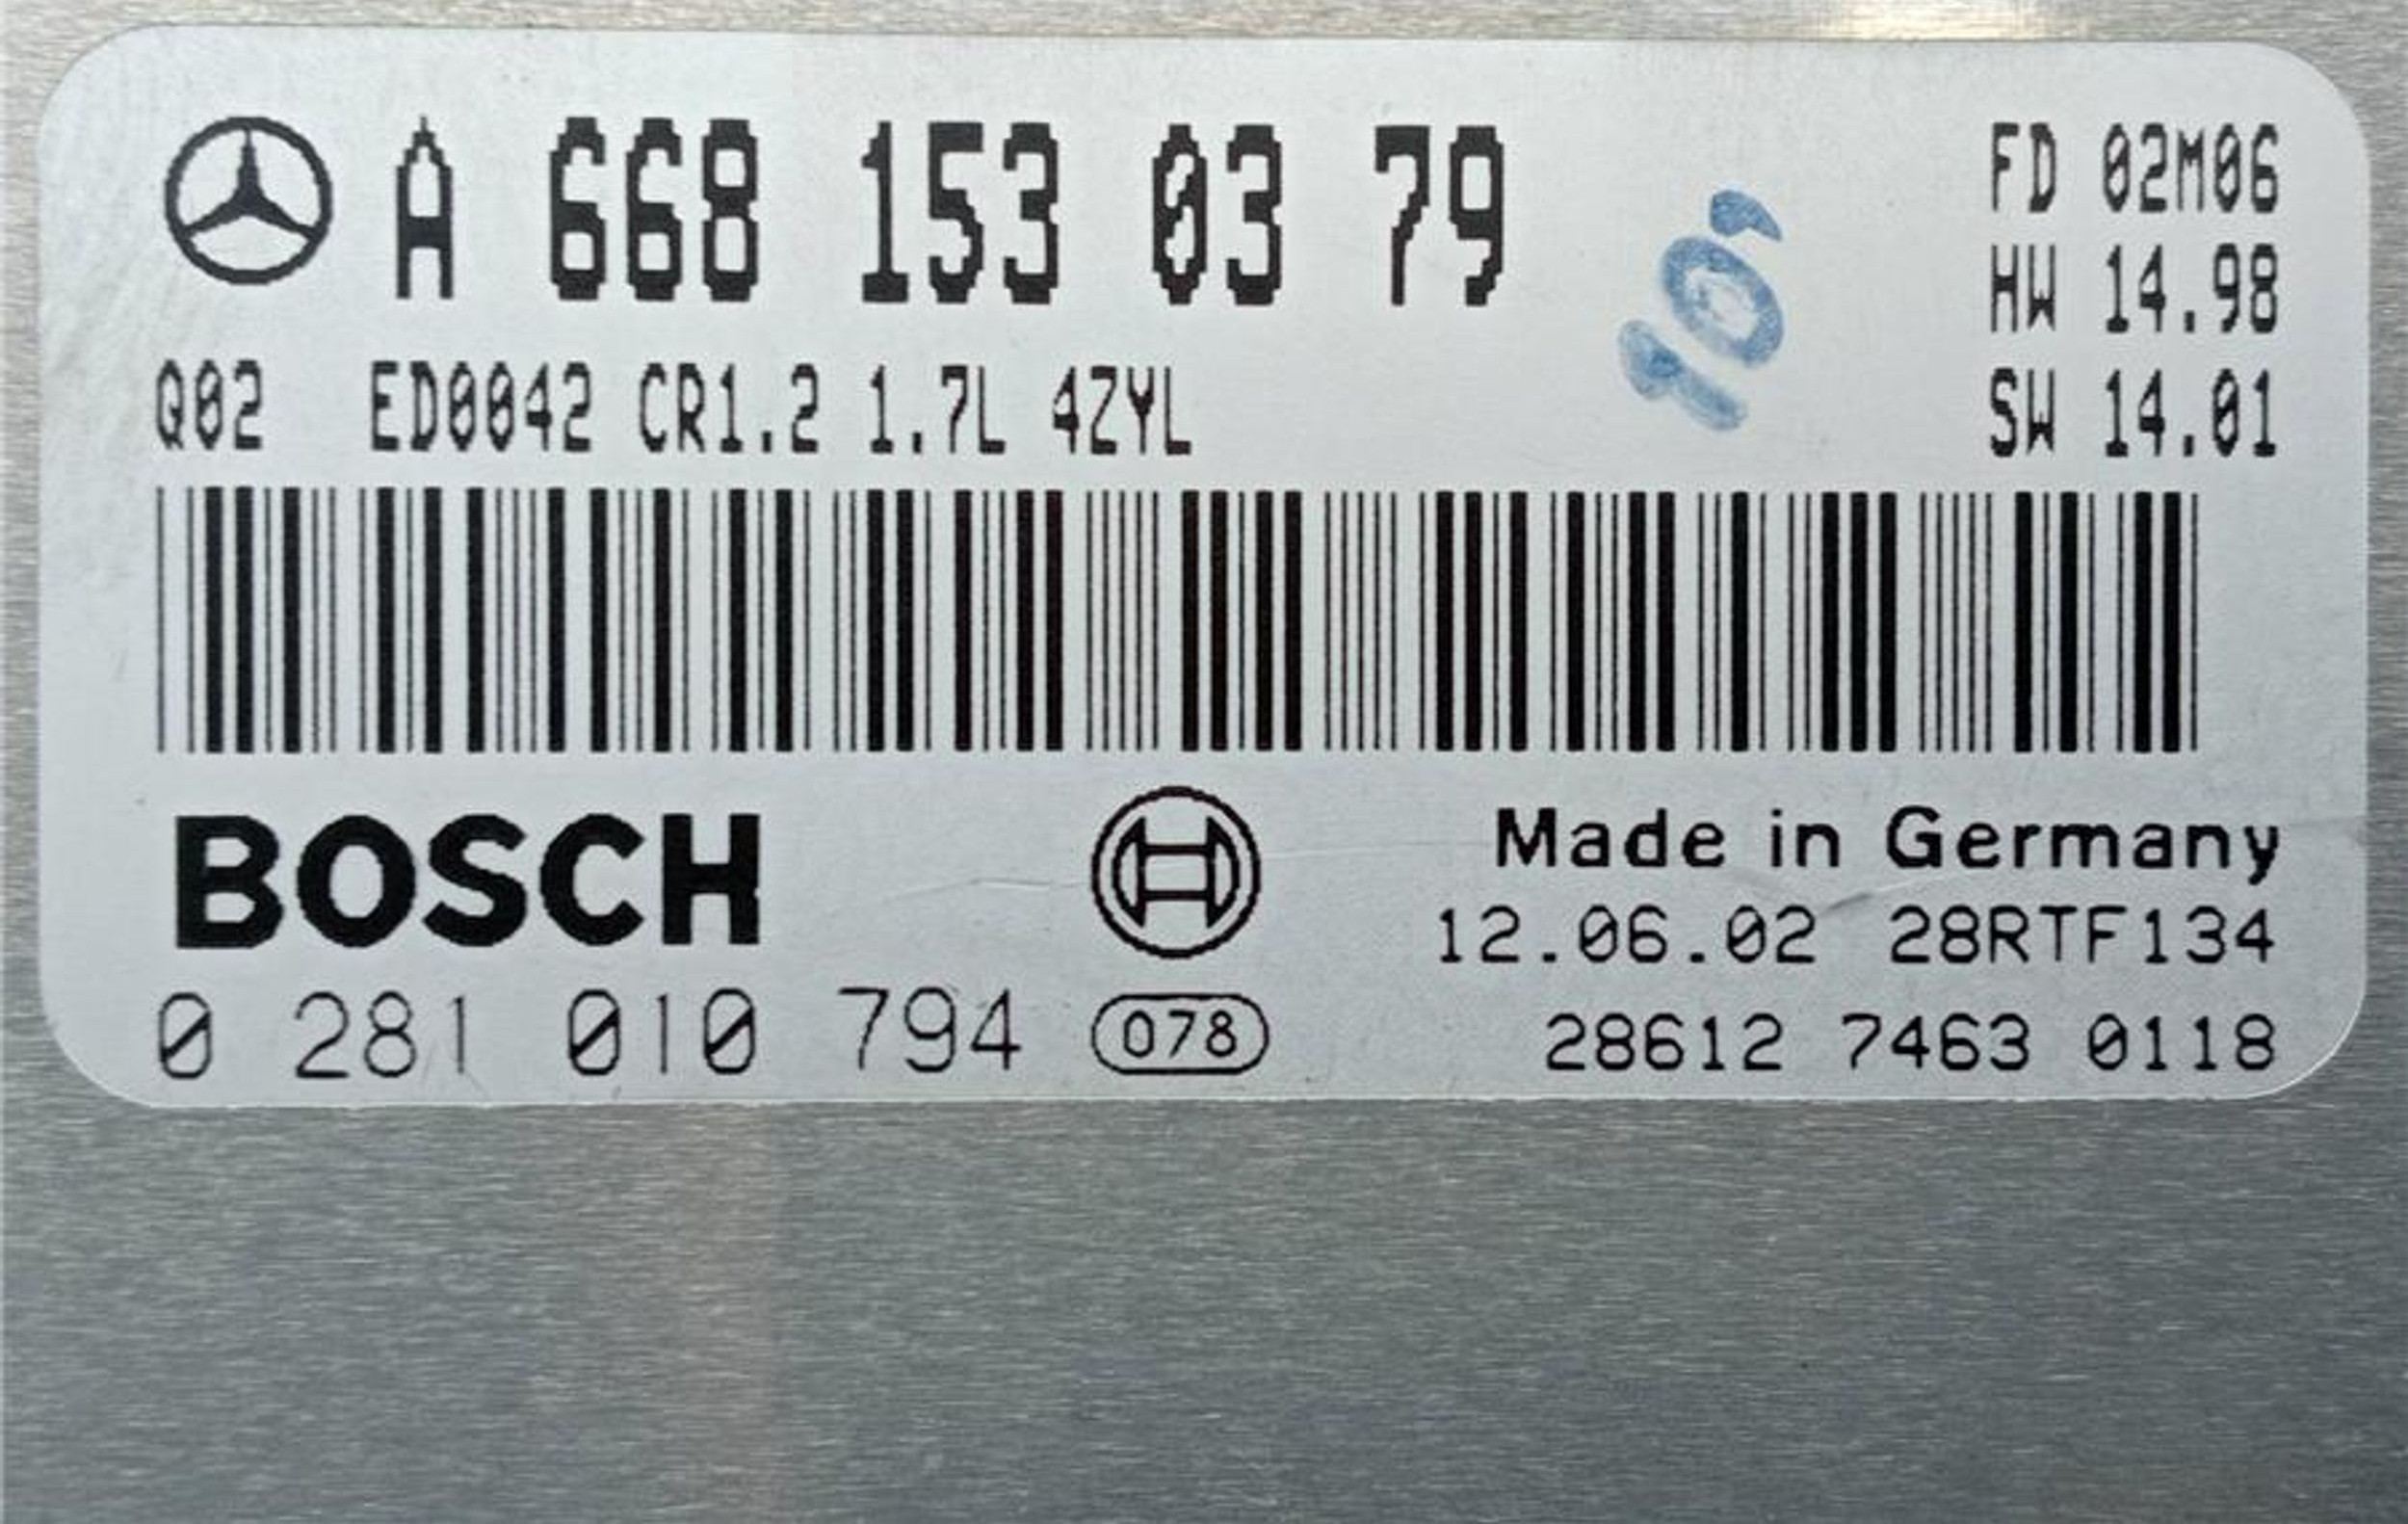 A 668 153 03 79
FD 02M06
HW 14.98
10,
Q02 ED0042 CR1.2 1.7L 4ZYL
SW 14.01
BOSCH
Made in Germany
12.06.02 28RTF134
0 281 010 794 078
28612 7463 0118